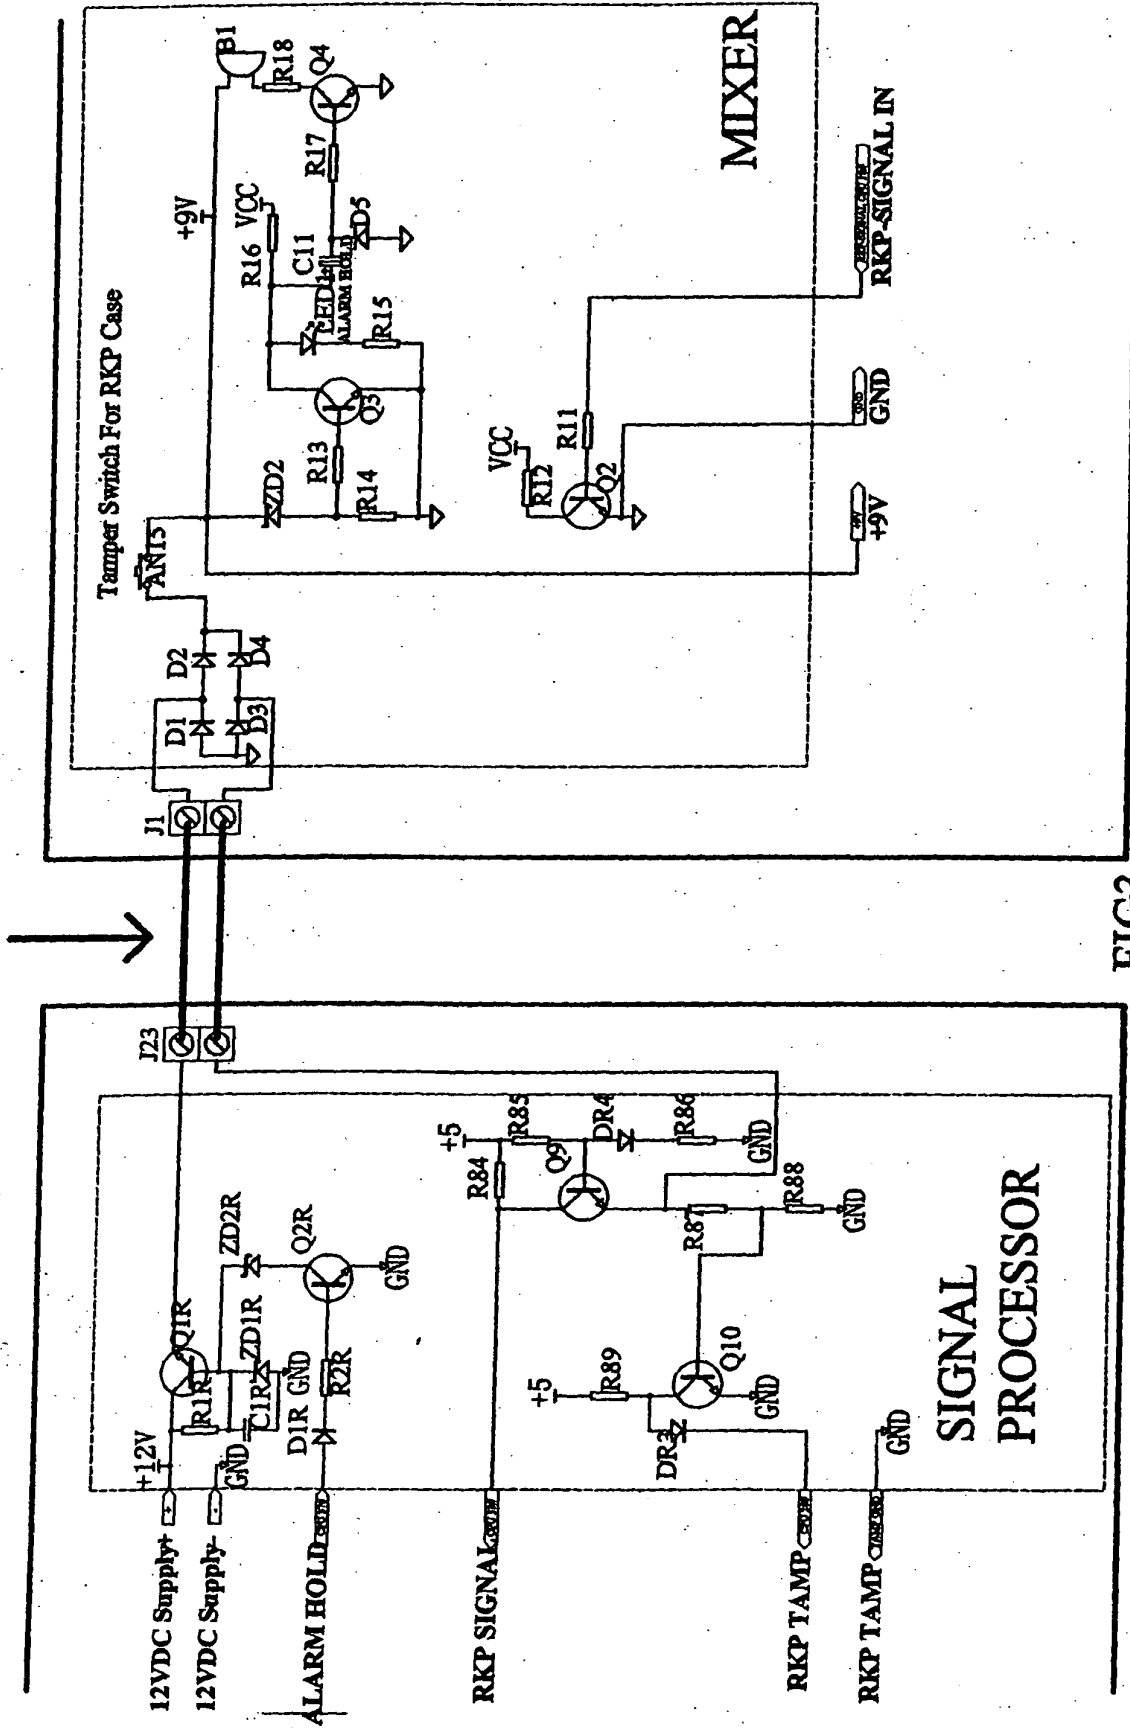 12VDC Supply+
12VDC Supply-
ALARM HOLD
RKP SIGNAL
RKP TAMP
RKP TAMP
+12V
GND
R1R
Q1R
C1R
ZD1R
GND
ZD2R
D1R
R2R
Q2R
GND
J23
+5
R84
R85
Q9
DR4
R86
GND
R87
R88
GND
+5
R89
DR3
Q10
GND
GND
SIGNAL
PROCESSOR
J1
D1
D2
D3
D4
Tamper Switch For RKP Case
AN15
+9V
B1
R18
Q4
R17
VCC
R16
C11
D5
LED1
ALARM HOLD
R15
Q3
R13
ZD2
R14
VCC
R12
R11
Q2
MIXER
+9V
GND
GND
RKP-SIGNAL IN